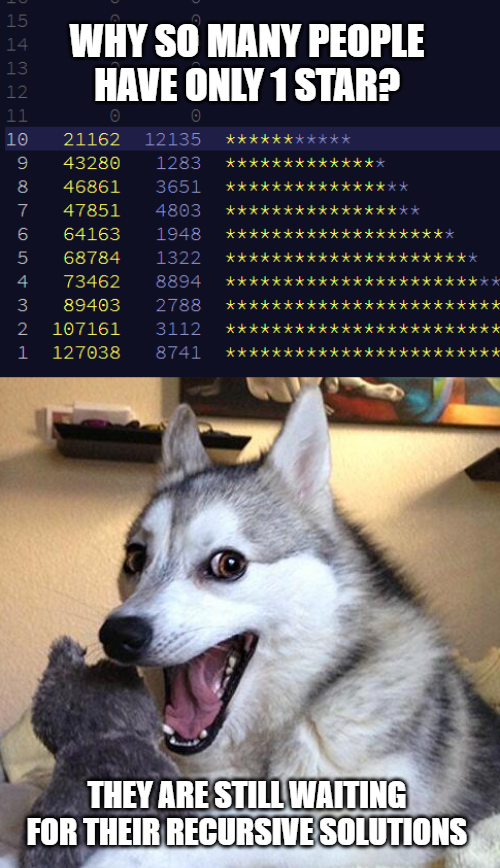 15 0 0
14
WHY SO MANY PEOPLE
13
HAVE ONLY 1 STAR?
12
11 0 0
10 21162 12135 ***********
9 43280 1283 **************
8 46861 3651 ****************
7 47851 4803 *****************
6 64163 1948 ********************
5 68784 1322 **********************
4 73462 8894 ************************
3 89403 2788 ************************
2 107161 3112 ************************
1 127038 8741 ************************
THEY ARE STILL WAITING
FOR THEIR RECURSIVE SOLUTIONS